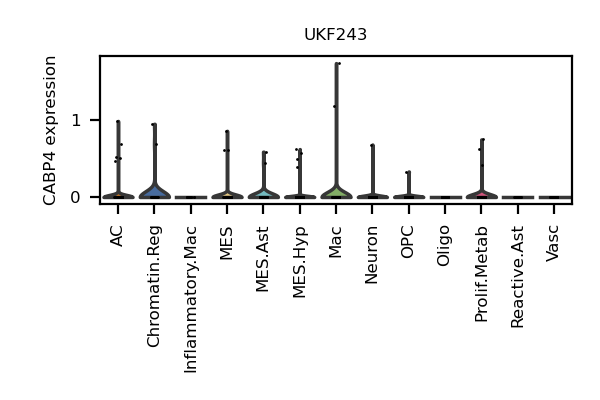 UKF243
CABP4 expression
1
0
AC
Chromatin.Reg
Inflammatory.Mac
MES
MES.Ast
MES.Hyp
Mac
Neuron
OPC
Oligo
Prolif.Metab
Reactive.Ast
Vasc